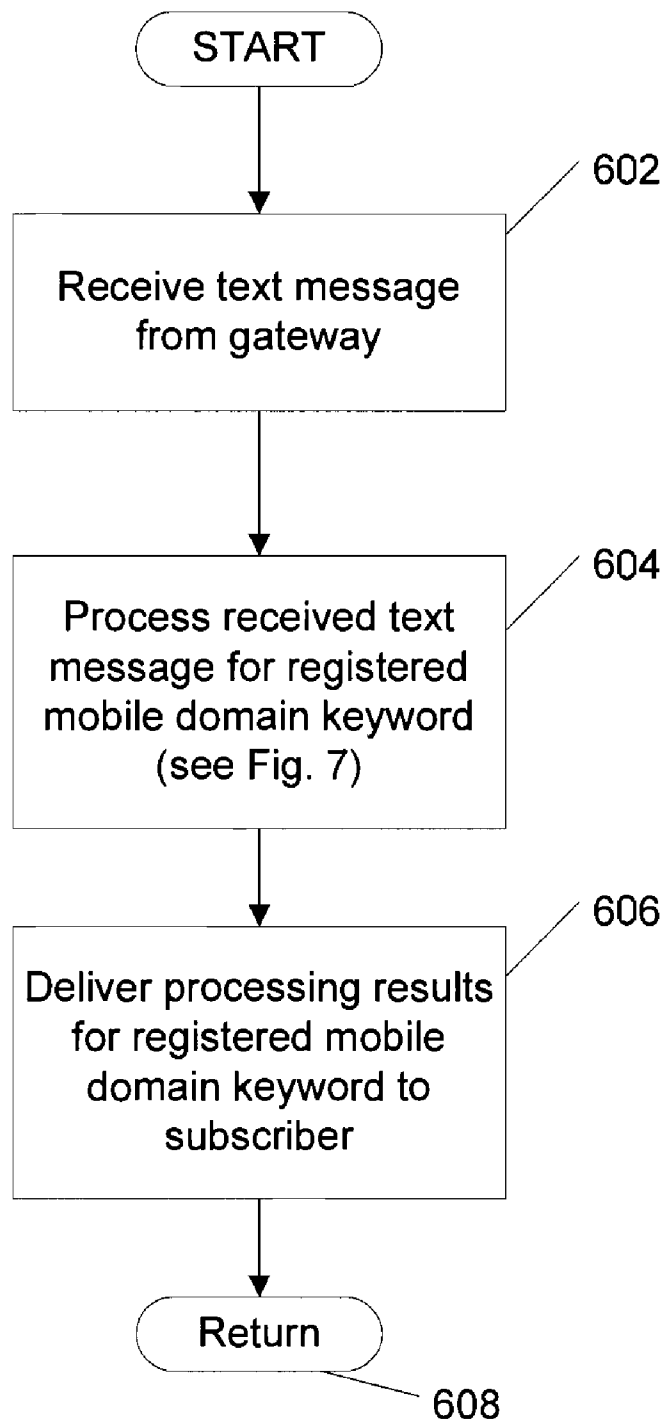 START
602
Receive text message
from gateway
604
Process received text
message for registered
mobile domain keyword
(see Fig. 7)
606
Deliver processing results
for registered mobile
domain keyword to
subscriber
Return
608